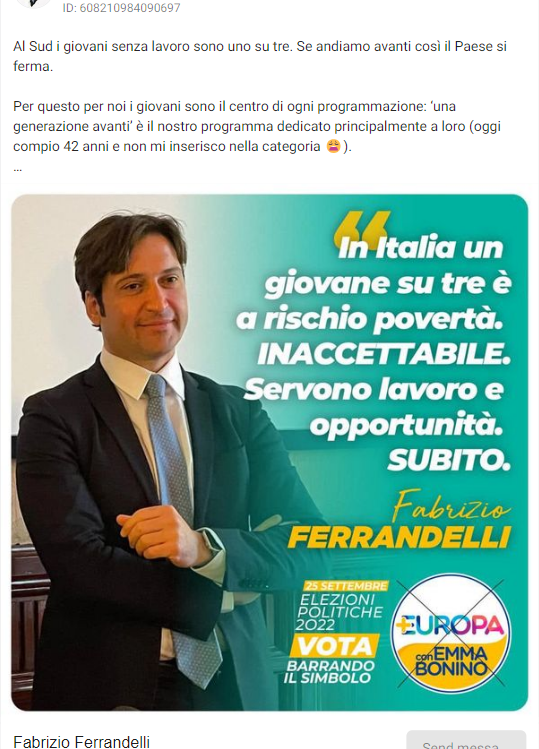 ID: 608210984090697
Al Sud i giovani senza lavoro sono uno su tre. Se andiamo avanti così il Paese si
ferma.
Per questo per noi i giovani sono il centro di ogni programmazione: ‘una
generazione avanti’ è il nostro programma dedicato principalmente a loro (oggi
compio 42 anni e non mi inserisco nella categoria 😩).
...
“In Italia un
giovane su tre è
a rischio povertà.
INACCETTABILE.
Servono lavoro e
opportunità.
SUBITO.
Fabrizio
FERRANDELLI
25 SETTEMBRE
ELEZIONI
POLITICHE
2022
VOTA
BARRANDO
IL SIMBOLO
+EUROPA
con EMMA
BONINO
Fabrizio Ferrandelli
Send messa